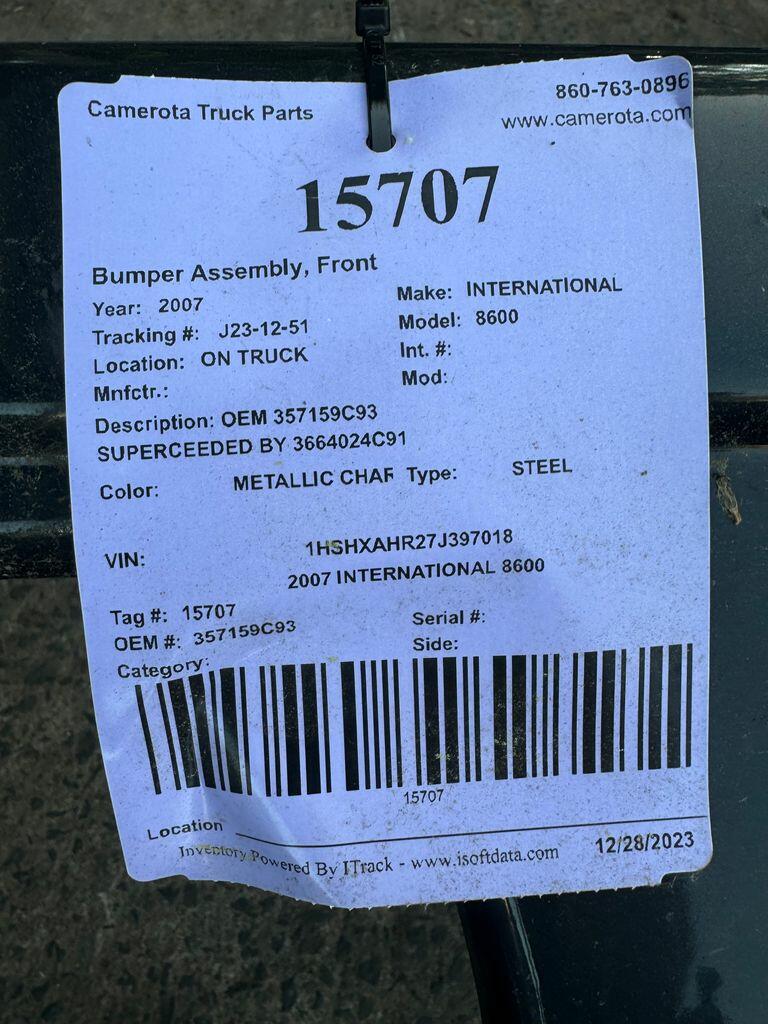 Camerota Truck Parts
860-763-0896
www.camerota.com
15707
Bumper Assembly, Front
Year: 2007
Make: INTERNATIONAL
Tracking #: J23-12-51
Model: 8600
Location: ON TRUCK
Int. #:
Mnfctr.:
Mod:
Description: OEM 357159C93
SUPERCEEDED BY 3664024C91
Color: METALLIC CHAR Type: STEEL
VIN: 1HSHXAHR27J397018
2007 INTERNATIONAL 8600
Tag #: 15707
Serial #:
OEM #: 357159C93
Side:
Category:
15707
Location
Inventory Powered By ITrack - www.isoftdata.com
12/28/2023